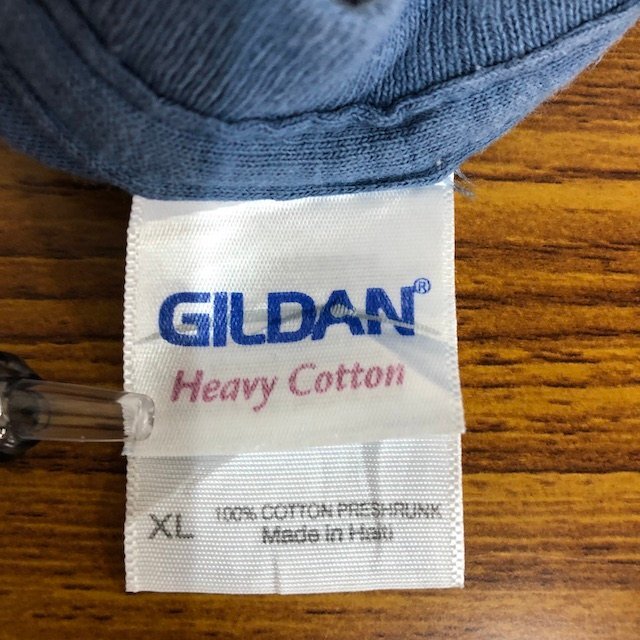 GILDAN®
Heavy Cotton
XL
100% COTTON PRESHRUNK
Made in Haiti